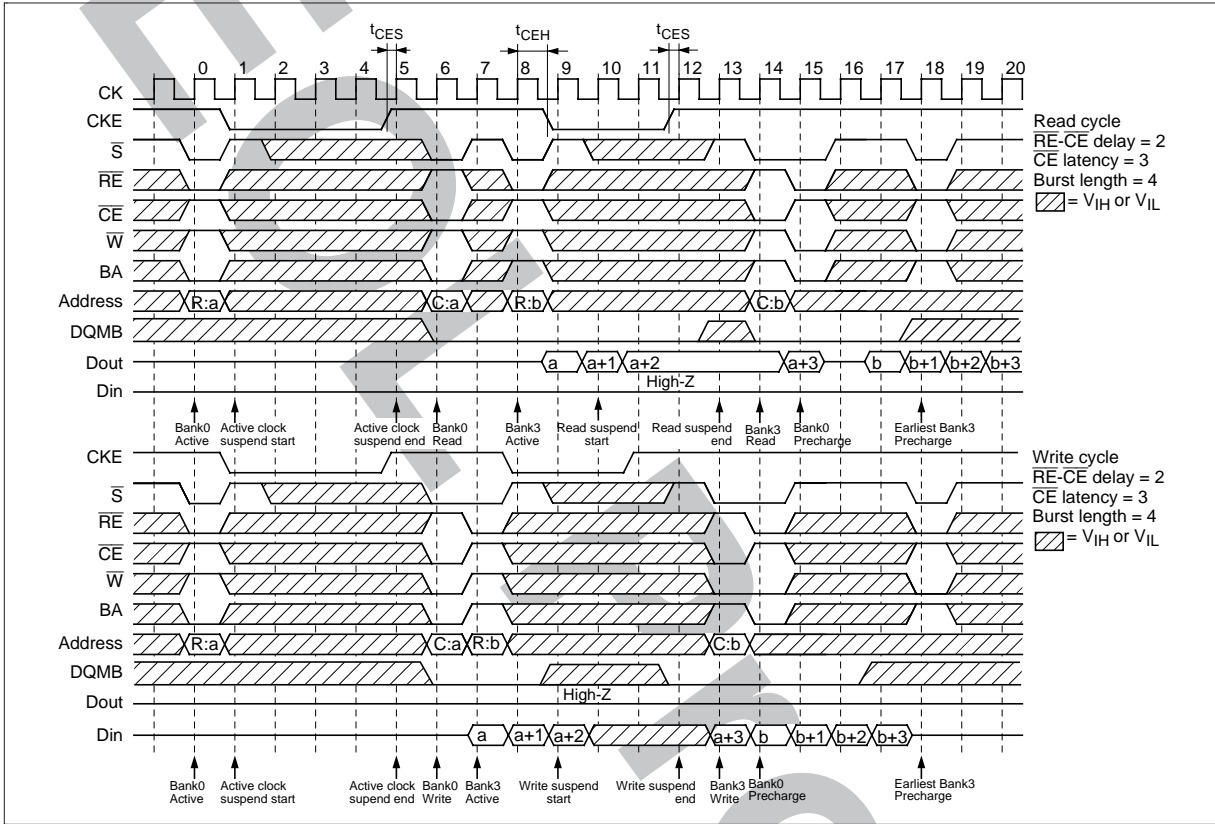 tCES tCEH tCES
0 1 2 3 4 5 6 7 8 9 10 11 12 13 14 15 16 17 18 19 20
CK
CKE
S
RE
CE
W
BA
Address R:a C:a R:b C:b
DQMB
Dout a a+1 a+2 a+3 b b+1 b+2 b+3
High-Z
Din
Bank0 Active
Active clock suspend start
Active clock suspend end
Bank0 Read
Bank3 Active
Read suspend start
Read suspend end
Bank3 Read
Bank0 Precharge
Earliest Bank3 Precharge
Read cycle
RE-CE delay = 2
CE latency = 3
Burst length = 4
= VIH or VIL
CKE
S
RE
CE
W
BA
Address R:a C:a R:b C:b
DQMB
High-Z
Dout
Din a a+1 a+2 a+3 b b+1 b+2 b+3
Bank0 Active
Active clock suspend start
Active clock supend end
Bank0 Write
Bank3 Active
Write suspend start
Write suspend end
Bank3 Write
Bank0 Precharge
Earliest Bank3 Precharge
Write cycle
RE-CE delay = 2
CE latency = 3
Burst length = 4
= VIH or VIL